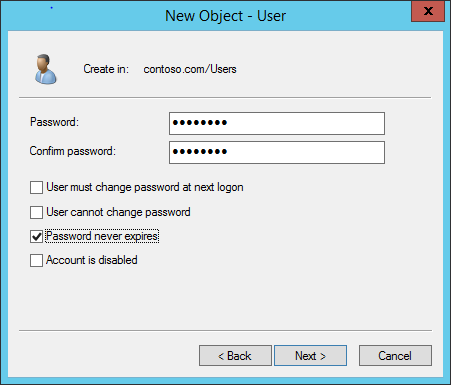 New Object - User
x
Create in: contoso.com/Users
Password: ••••••••
Confirm password: ••••••••
User must change password at next logon
User cannot change password
Password never expires
Account is disabled
< Back Next > Cancel